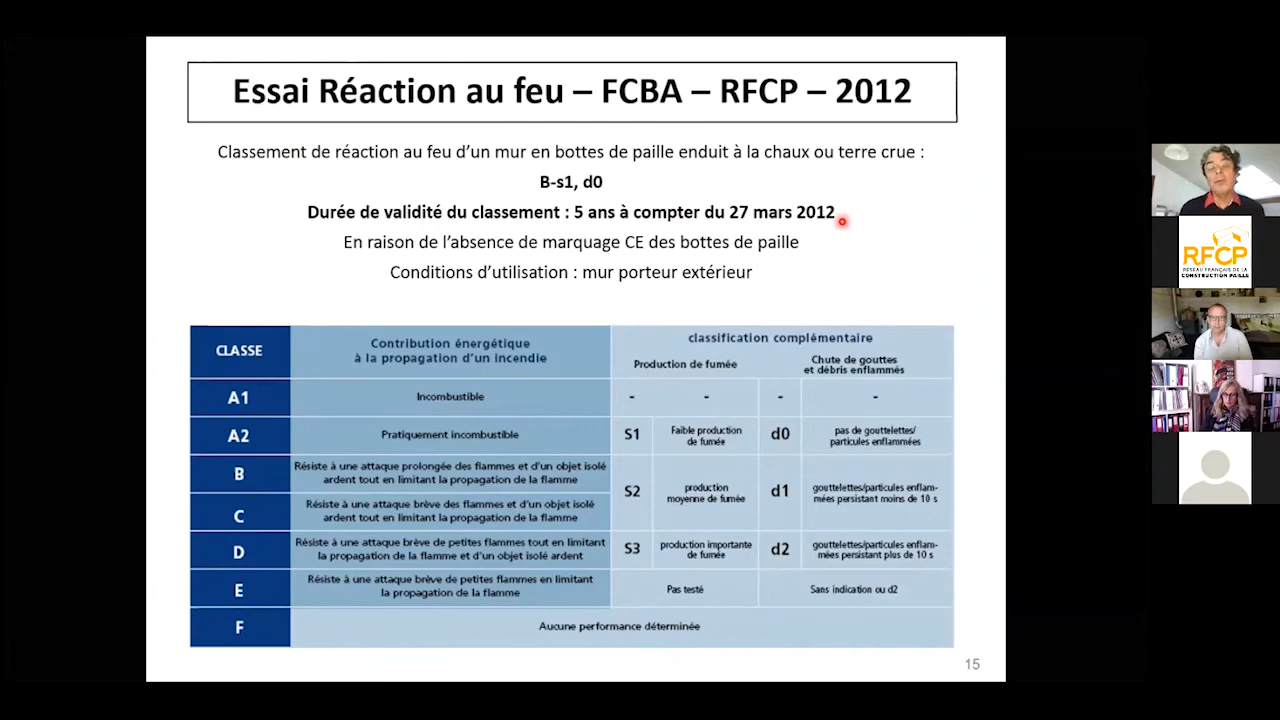 Essai Réaction au feu – FCBA – RFCP – 2012
Classement de réaction au feu d’un mur en bottes de paille enduit à la chaux ou terre crue :
B-s1, d0
Durée de validité du classement : 5 ans à compter du 27 mars 2012
En raison de l’absence de marquage CE des bottes de paille
Conditions d’utilisation : mur porteur extérieur
CLASSE
Contribution énergétique
à la propagation d’un incendie
classification complémentaire
Production de fumée
Chute de gouttes
et débris enflammés
A1
Incombustible
- - - -
A2
Pratiquement incombustible
S1
Faible production
de fumée
d0
pas de gouttelettes/
particules enflammées
B
Résiste à une attaque prolongée des flammes et d’un objet isolé
ardent tout en limitant la propagation de la flamme
S2
production
moyenne de fumée
d1
gouttelettes/particules enflam-
mées persistant moins de 10 s
C
Résiste à une attaque brève des flammes et d’un objet isolé
ardent tout en limitant la propagation de la flamme
D
Résiste à une attaque brève de petites flammes tout en limitant
la propagation de la flamme et d’un objet isolé ardent
S3
production importante
de fumée
d2
gouttelettes/particules enflam-
mées persistant plus de 10 s
E
Résiste à une attaque brève de petites flammes en limitant
la propagation de la flamme
Pas testé
Sans indication ou d2
F
Aucune performance déterminée
15
RFCP
RÉSEAU FRANÇAIS DE LA
CONSTRUCTION PAILLE